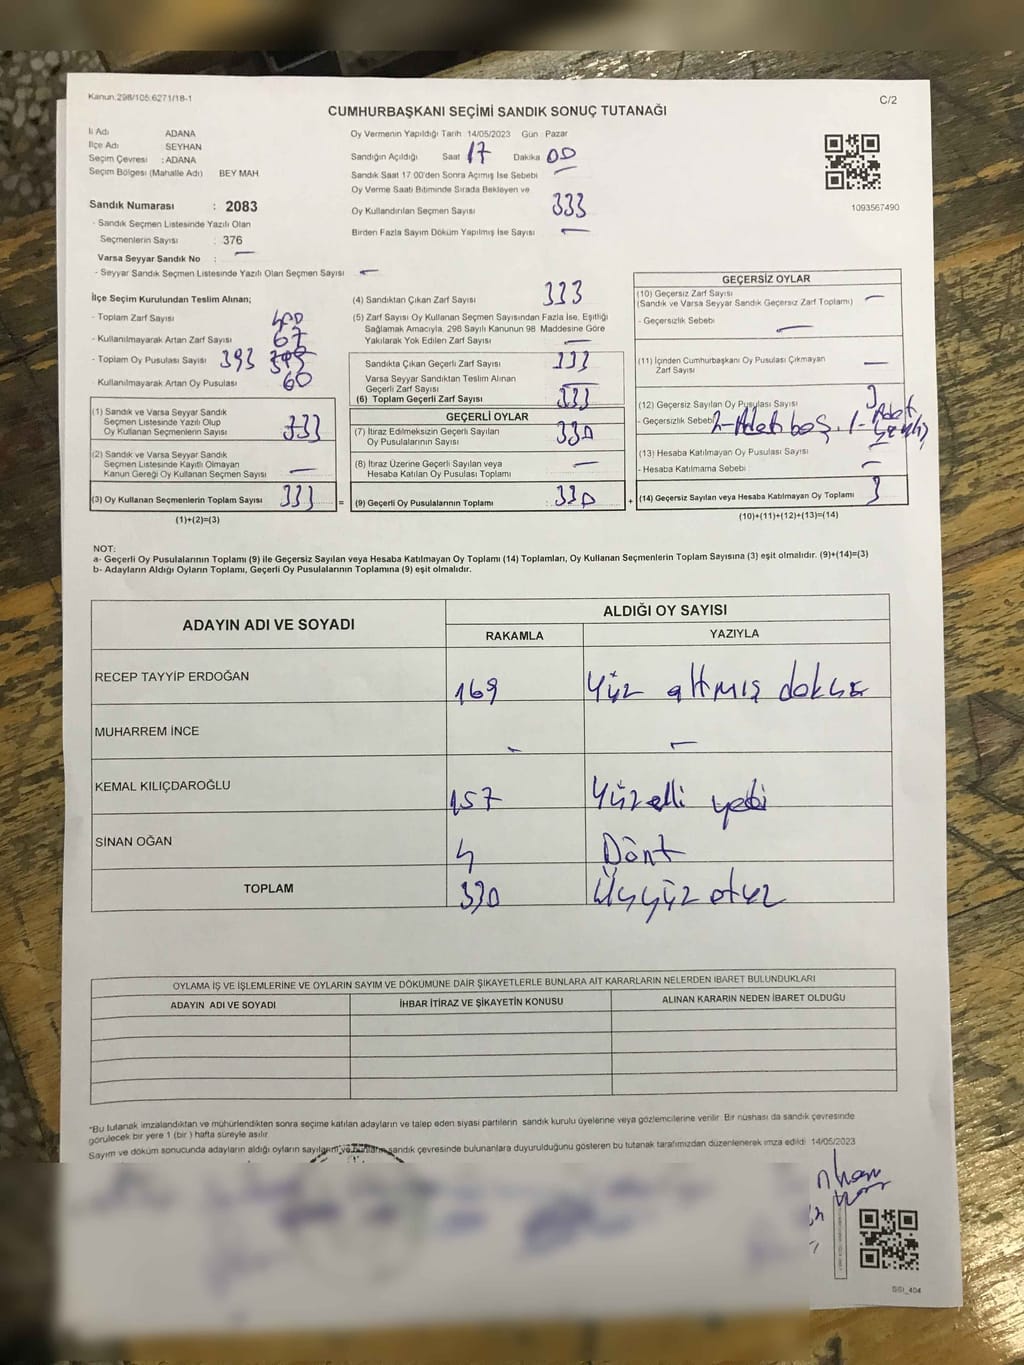 Kanun.298/105.6271/18-1
C/2
CUMHURBAŞKANI SEÇİMİ SANDIK SONUÇ TUTANAĞI
İl Adı ADANA
İlçe Adı SEYHAN
Seçim Çevresi : ADANA
Seçim Bölgesi (Mahalle Adı) BEY MAH
Sandık Numarası : 2083
- Sandık Seçmen Listesinde Yazılı Olan
Seçmenlerin Sayısı : 376
Varsa Seyyar Sandık No : -
- Seyyar Sandık Seçmen Listesinde Yazılı Olan Seçmen Sayısı -
Oy Vermenin Yapıldığı Tarih 14/05/2023 Gün Pazar
Sandığın Açıldığı Saat 17 Dakika 00
Sandık Saat 17 00'den Sonra Açmış İse Sebebi -
Oy Verme Saati Bitiminde Sırada Bekleyen ve
Oy Kullandırılan Seçmen Sayısı 333
Birden Fazla Sayım Döküm Yapılmış İse Sayısı -
1093567490
İlçe Seçim Kurulundan Teslim Alınan;
- Toplam Zarf Sayısı 400
- Kullanılmayarak Artan Zarf Sayısı 67
- Toplam Oy Pusulası Sayısı 393
- Kullanılmayarak Artan Oy Pusulası 60
(1) Sandık ve Varsa Seyyar Sandık
Seçmen Listesinde Yazılı Olup
Oy Kullanan Seçmenlerin Sayısı 333
(2) Sandık ve Varsa Seyyar Sandık
Seçmen Listesinde Kayıtlı Olmayan
Kanun Gereği Oy Kullanan Seçmen Sayısı -
(3) Oy Kullanan Seçmenlerin Toplam Sayısı 333 =
(1)+(2)=(3)
(4) Sandıktan Çıkan Zarf Sayısı 333
(5) Zarf Sayısı Oy Kullanan Seçmen Sayısından Fazla İse, Eşitliği
Sağlamak Amacıyla, 298 Sayılı Kanunun 98 Maddesine Göre
Yakılarak Yok Edilen Zarf Sayısı -
Sandıkta Çıkan Geçerli Zarf Sayısı 333
Varsa Seyyar Sandıktan Teslim Alınan
Geçerli Zarf Sayısı -
(6) Toplam Geçerli Zarf Sayısı 333
GEÇERLİ OYLAR
(7) İtiraz Edilmeksizin Geçerli Sayılan
Oy Pusulalarının Sayısı 330
(8) İtiraz Üzerine Geçerli Sayılan veya
Hesaba Katılan Oy Pusulası Toplamı -
(9) Geçerli Oy Pusulalarının Toplamı 330 +
GEÇERSİZ OYLAR
(10) Geçersiz Zarf Sayısı
(Sandık ve Varsa Seyyar Sandık Geçersiz Zarf Toplamı) -
- Geçersizlik Sebebi -
(11) İçinden Cumhurbaşkanı Oy Pusulası Çıkmayan
Zarf Sayısı -
(12) Geçersiz Sayılan Oy Pusulası Sayısı 3
- Geçersizlik Sebebi 2-Adet boş, 1-Adet
(13) Hesaba Katılmayan Oy Pusulası Sayısı
- Hesaba Katılmama Sebebi -
(14) Geçersiz Sayılan veya Hesaba Katılmayan Oy Toplamı 3
(10)+(11)+(12)+(13)=(14)
NOT:
a- Geçerli Oy Pusulalarının Toplamı (9) ile Geçersiz Sayılan veya Hesaba Katılmayan Oy Toplamı (14) Toplamları, Oy Kullanan Seçmenlerin Toplam Sayısına (3) eşit olmalıdır. (9)+(14)=(3)
b- Adayların Aldığı Oyların Toplamı, Geçerli Oy Pusulalarının Toplamına (9) eşit olmalıdır.
ADAYIN ADI VE SOYADI ALDIĞI OY SAYISI
RAKAMLA YAZIYLA
RECEP TAYYİP ERDOĞAN 169 Yüz altmış dokuz
MUHARREM İNCE - -
KEMAL KILIÇDAROĞLU 157 Yüzelli yedi
SİNAN OĞAN 4 Dört
TOPLAM 330 Üçyüz otuz
OYLAMA İŞ VE İŞLEMLERİNE VE OYLARIN SAYIM VE DÖKÜMÜNE DAİR ŞİKAYETLERLE BUNLARA AİT KARARLARIN NELERDEN İBARET BULUNDUKLARI
ADAYIN ADI VE SOYADI İHBAR İTİRAZ VE ŞİKAYETİN KONUSU ALINAN KARARIN NEDEN İBARET OLDUĞU
*Bu tutanak imzalandıktan ve mühürlendikten sonra seçime katılan adayların ve talep eden siyasi partilerin sandık kurulu üyelerine veya gözlemcilerine verilir. Bir nüshası da sandık çevresinde
görülecek bir yere 1 (bir) hafta süreyle asılır
Sayım ve döküm sonucunda adayların aldığı oyların sayılarını ve bunların sandık çevresinde bulunanlara duyurulduğunu gösteren bu tutanak tarafımızdan düzenlenerek imza edildi 14/05/2023